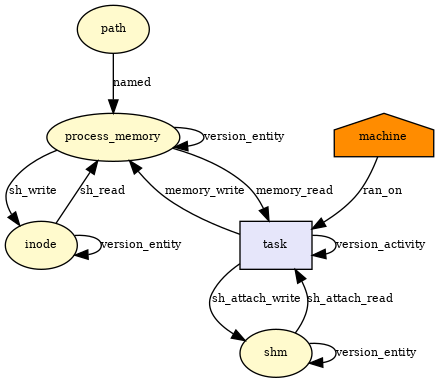 path
named
process_memory
version_entity
machine
sh_write
sh_read
memory_write
memory_read
ran_on
inode
version_entity
task
version_activity
sh_attach_write
sh_attach_read
shm
version_entity